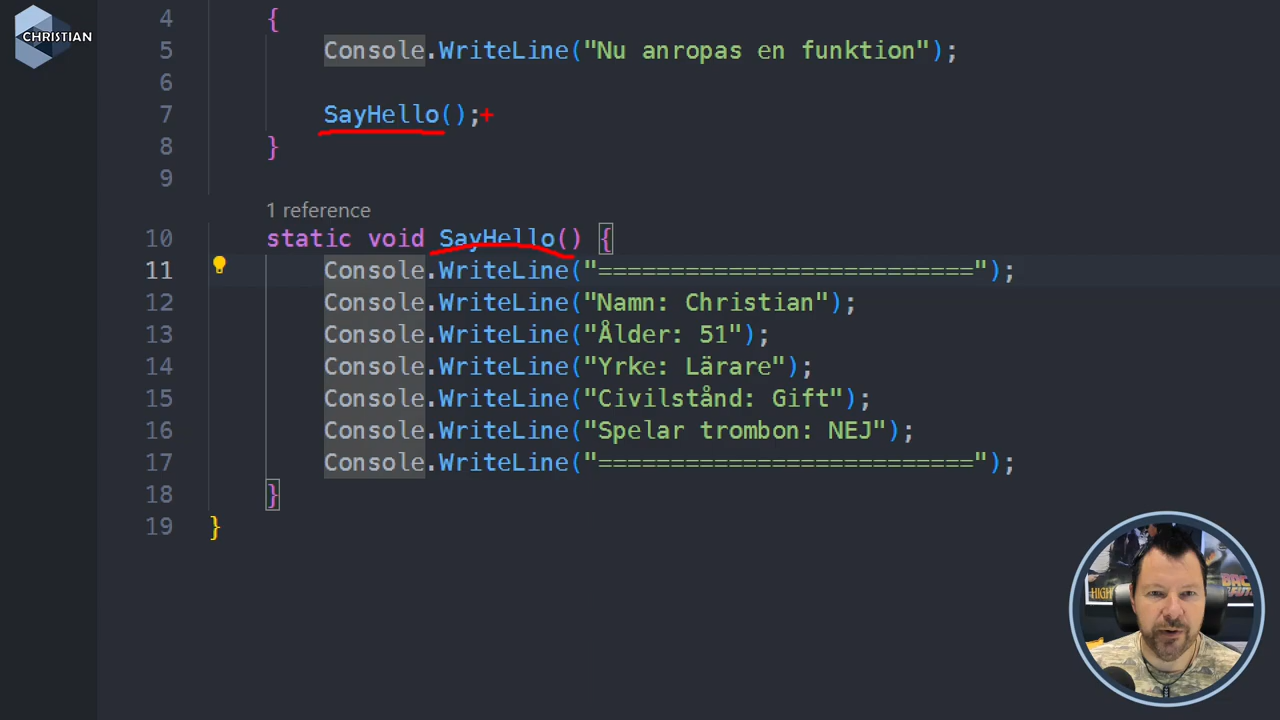 CHRISTIAN
4 {
5 Console.WriteLine("Nu anropas en funktion");
6
7 SayHello();
8 }
9
1 reference
10 static void SayHello() {
11 Console.WriteLine("==========================");
12 Console.WriteLine("Namn: Christian");
13 Console.WriteLine("Ålder: 51");
14 Console.WriteLine("Yrke: Lärare");
15 Console.WriteLine("Civilstånd: Gift");
16 Console.WriteLine("Spelar trombon: NEJ");
17 Console.WriteLine("==========================");
18 }
19 }
HIGH
BAC